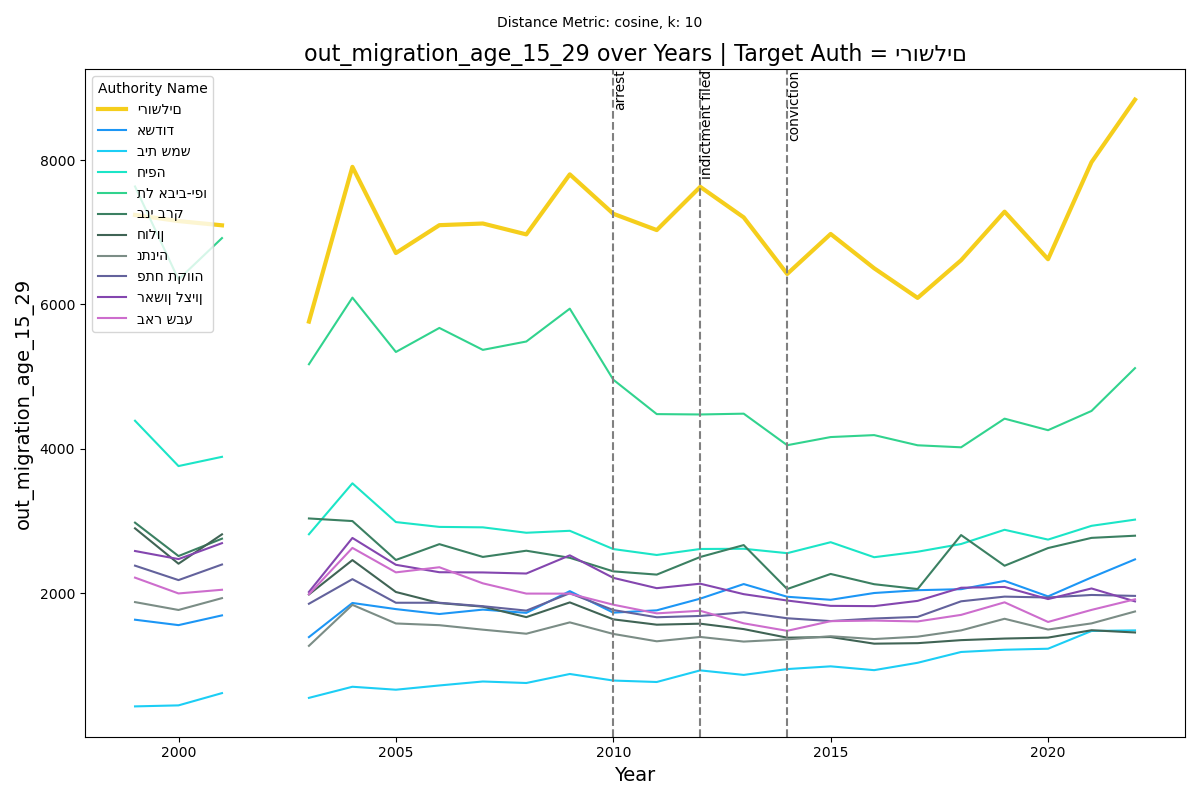 Distance Metric: cosine, k: 10
out_migration_age_15_29 over Years | Target Auth = ירושלים
Authority Name
ירושלים
אשדוד
בית שמש
חיפה
תל אביב-יפו
בני ברק
חולון
נתניה
פתח תקווה
ראשון לציון
באר שבע
arrest
indictment filed
conviction
out_migration_age_15_29
8000
6000
4000
2000
2000
2005
2010
2015
2020
Year